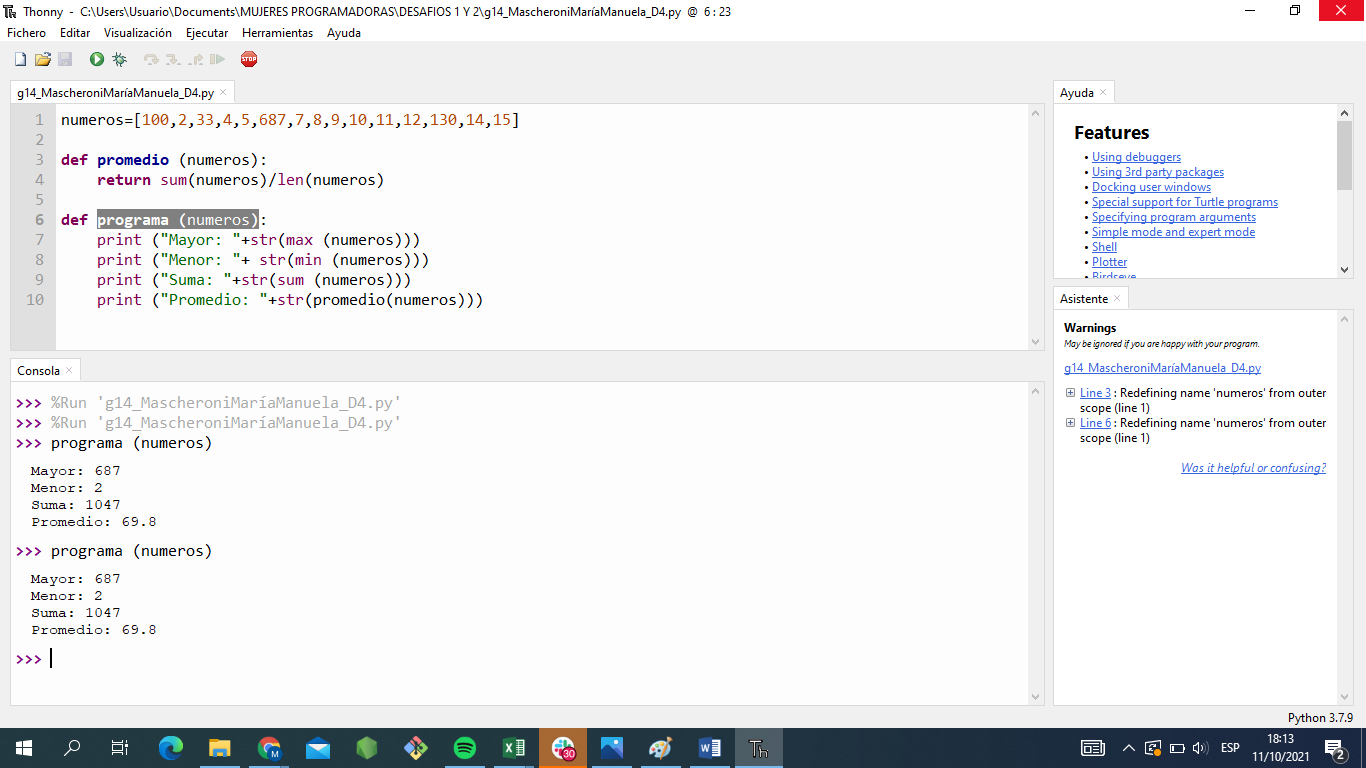 Thonny - C:\Users\Usuario\Documents\MUJERES PROGRAMADORAS\DESAFIOS 1 Y 2\g14_MascheroniMaríaManuela_D4.py @ 6 : 23
Fichero Editar Visualización Ejecutar Herramientas Ayuda
STOP
g14_MascheroniMaríaManuela_D4.py
1 numeros=[100,2,33,4,5,687,7,8,9,10,11,12,130,14,15]
2
3 def promedio (numeros):
4     return sum(numeros)/len(numeros)
5
6 def programa (numeros):
7     print ("Mayor: "+str(max (numeros)))
8     print ("Menor: "+ str(min (numeros)))
9     print ("Suma: "+str(sum (numeros)))
10     print ("Promedio: "+str(promedio(numeros)))
Consola
>>> %Run 'g14_MascheroniMaríaManuela_D4.py'
>>> %Run 'g14_MascheroniMaríaManuela_D4.py'
>>> programa (numeros)
Mayor: 687
Menor: 2
Suma: 1047
Promedio: 69.8
>>> programa (numeros)
Mayor: 687
Menor: 2
Suma: 1047
Promedio: 69.8
>>>
Ayuda
Features
• Using debuggers
• Using 3rd party packages
• Docking user windows
• Special support for Turtle programs
• Specifying program arguments
• Simple mode and expert mode
• Shell
• Plotter
• Birdseye
Asistente
Warnings
May be ignored if you are happy with your program.
g14_MascheroniMaríaManuela_D4.py
Line 3 : Redefining name 'numeros' from outer
scope (line 1)
Line 6 : Redefining name 'numeros' from outer
scope (line 1)
Was it helpful or confusing?
Python 3.7.9
M
30
Th
ESP
18:13
11/10/2021
2